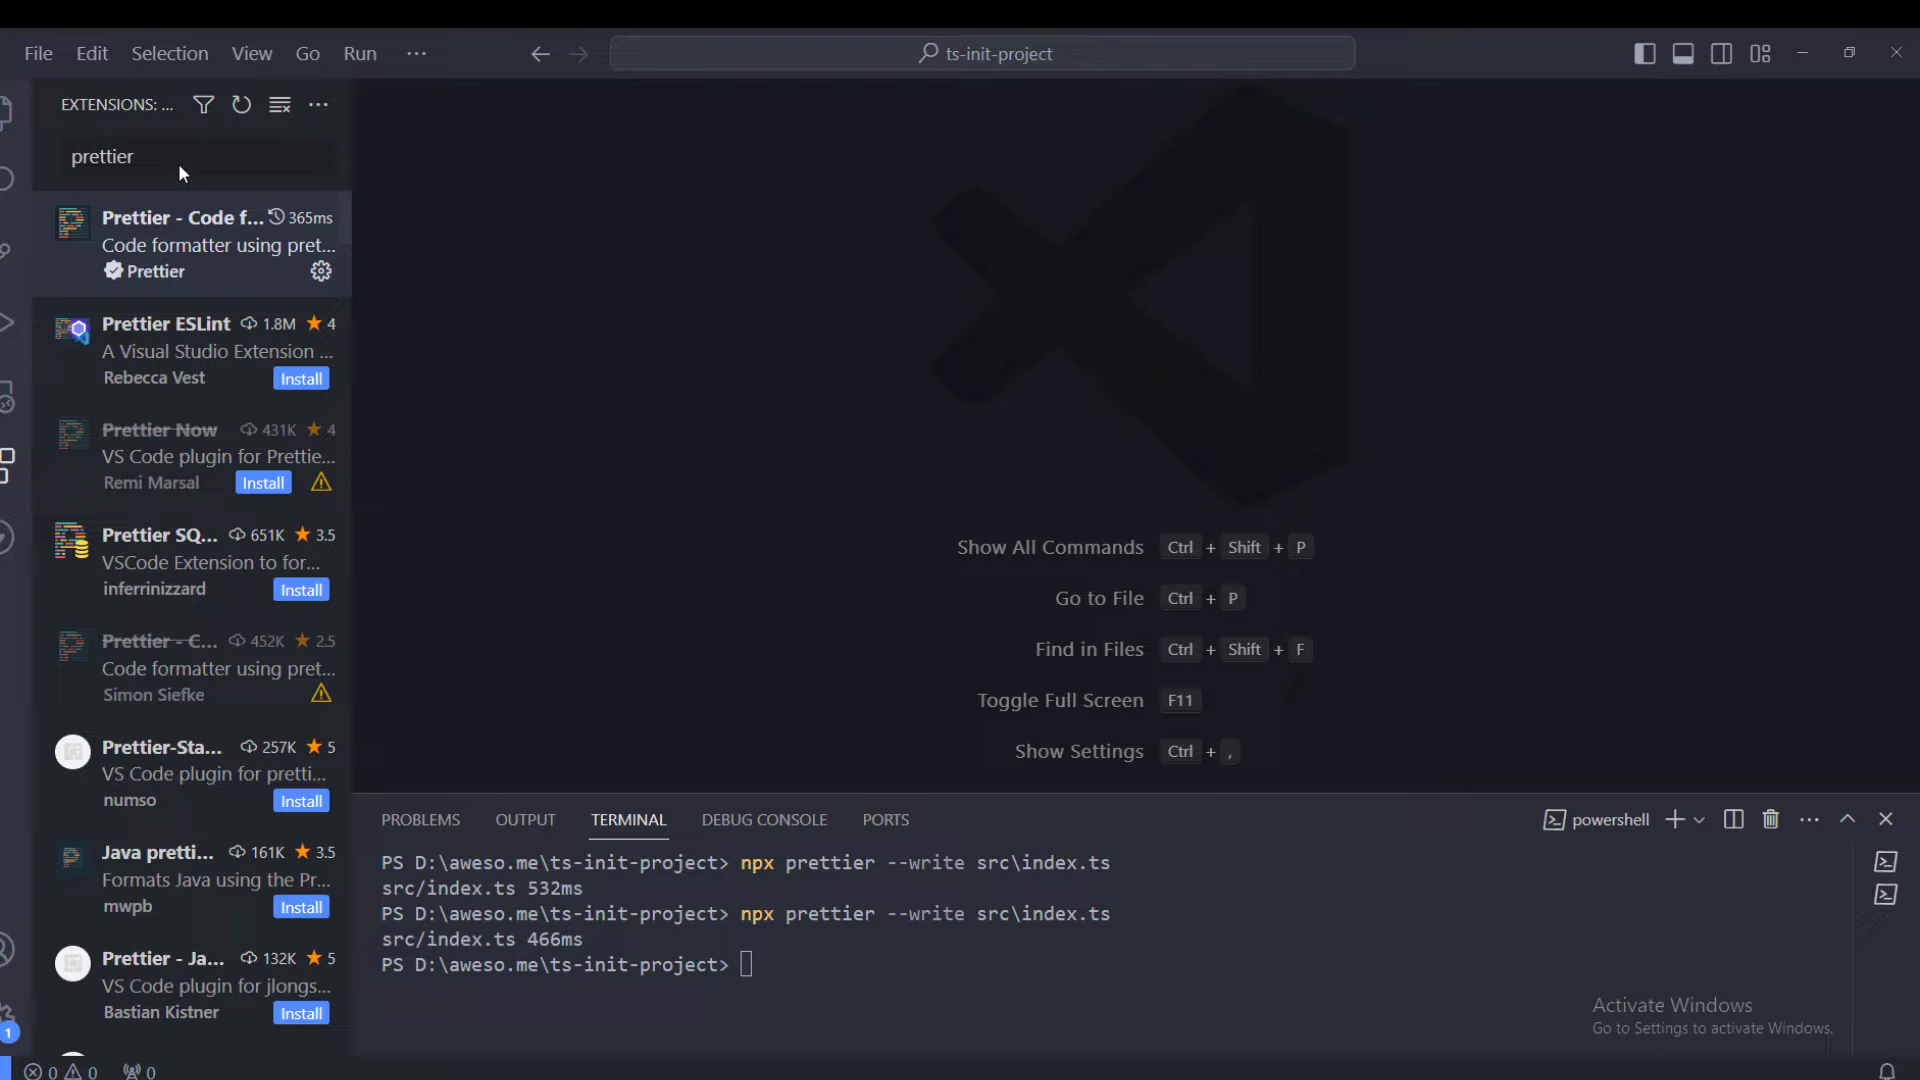 File Edit Selection View Go Run ···
ts-init-project
EXTENSIONS: ...
prettier
Prettier - Code f... 365ms
Code formatter using pret...
Prettier
Prettier ESLint 1.8M 4
A Visual Studio Extension ...
Rebecca Vest Install
Prettier Now 431K 4
VS Code plugin for Prettie...
Remi Marsal Install
Prettier SQ... 651K 3.5
VSCode Extension to for...
inferrinizzard Install
Prettier - C... 452K 2.5
Code formatter using pret...
Simon Siefke
Prettier-Sta... 257K 5
VS Code plugin for pretti...
numso Install
Java pretti... 161K 3.5
Formats Java using the Pr...
mwpb Install
Prettier - Ja... 132K 5
VS Code plugin for jlongs...
Bastian Kistner Install
Show All Commands Ctrl + Shift + P
Go to File Ctrl + P
Find in Files Ctrl + Shift + F
Toggle Full Screen F11
Show Settings Ctrl + ,
PROBLEMS OUTPUT TERMINAL DEBUG CONSOLE PORTS
powershell
PS D:\aweso.me\ts-init-project> npx prettier --write src\index.ts
src/index.ts 532ms
PS D:\aweso.me\ts-init-project> npx prettier --write src\index.ts
src/index.ts 466ms
PS D:\aweso.me\ts-init-project>
Activate Windows
Go to Settings to activate Windows.
1
0 0 0